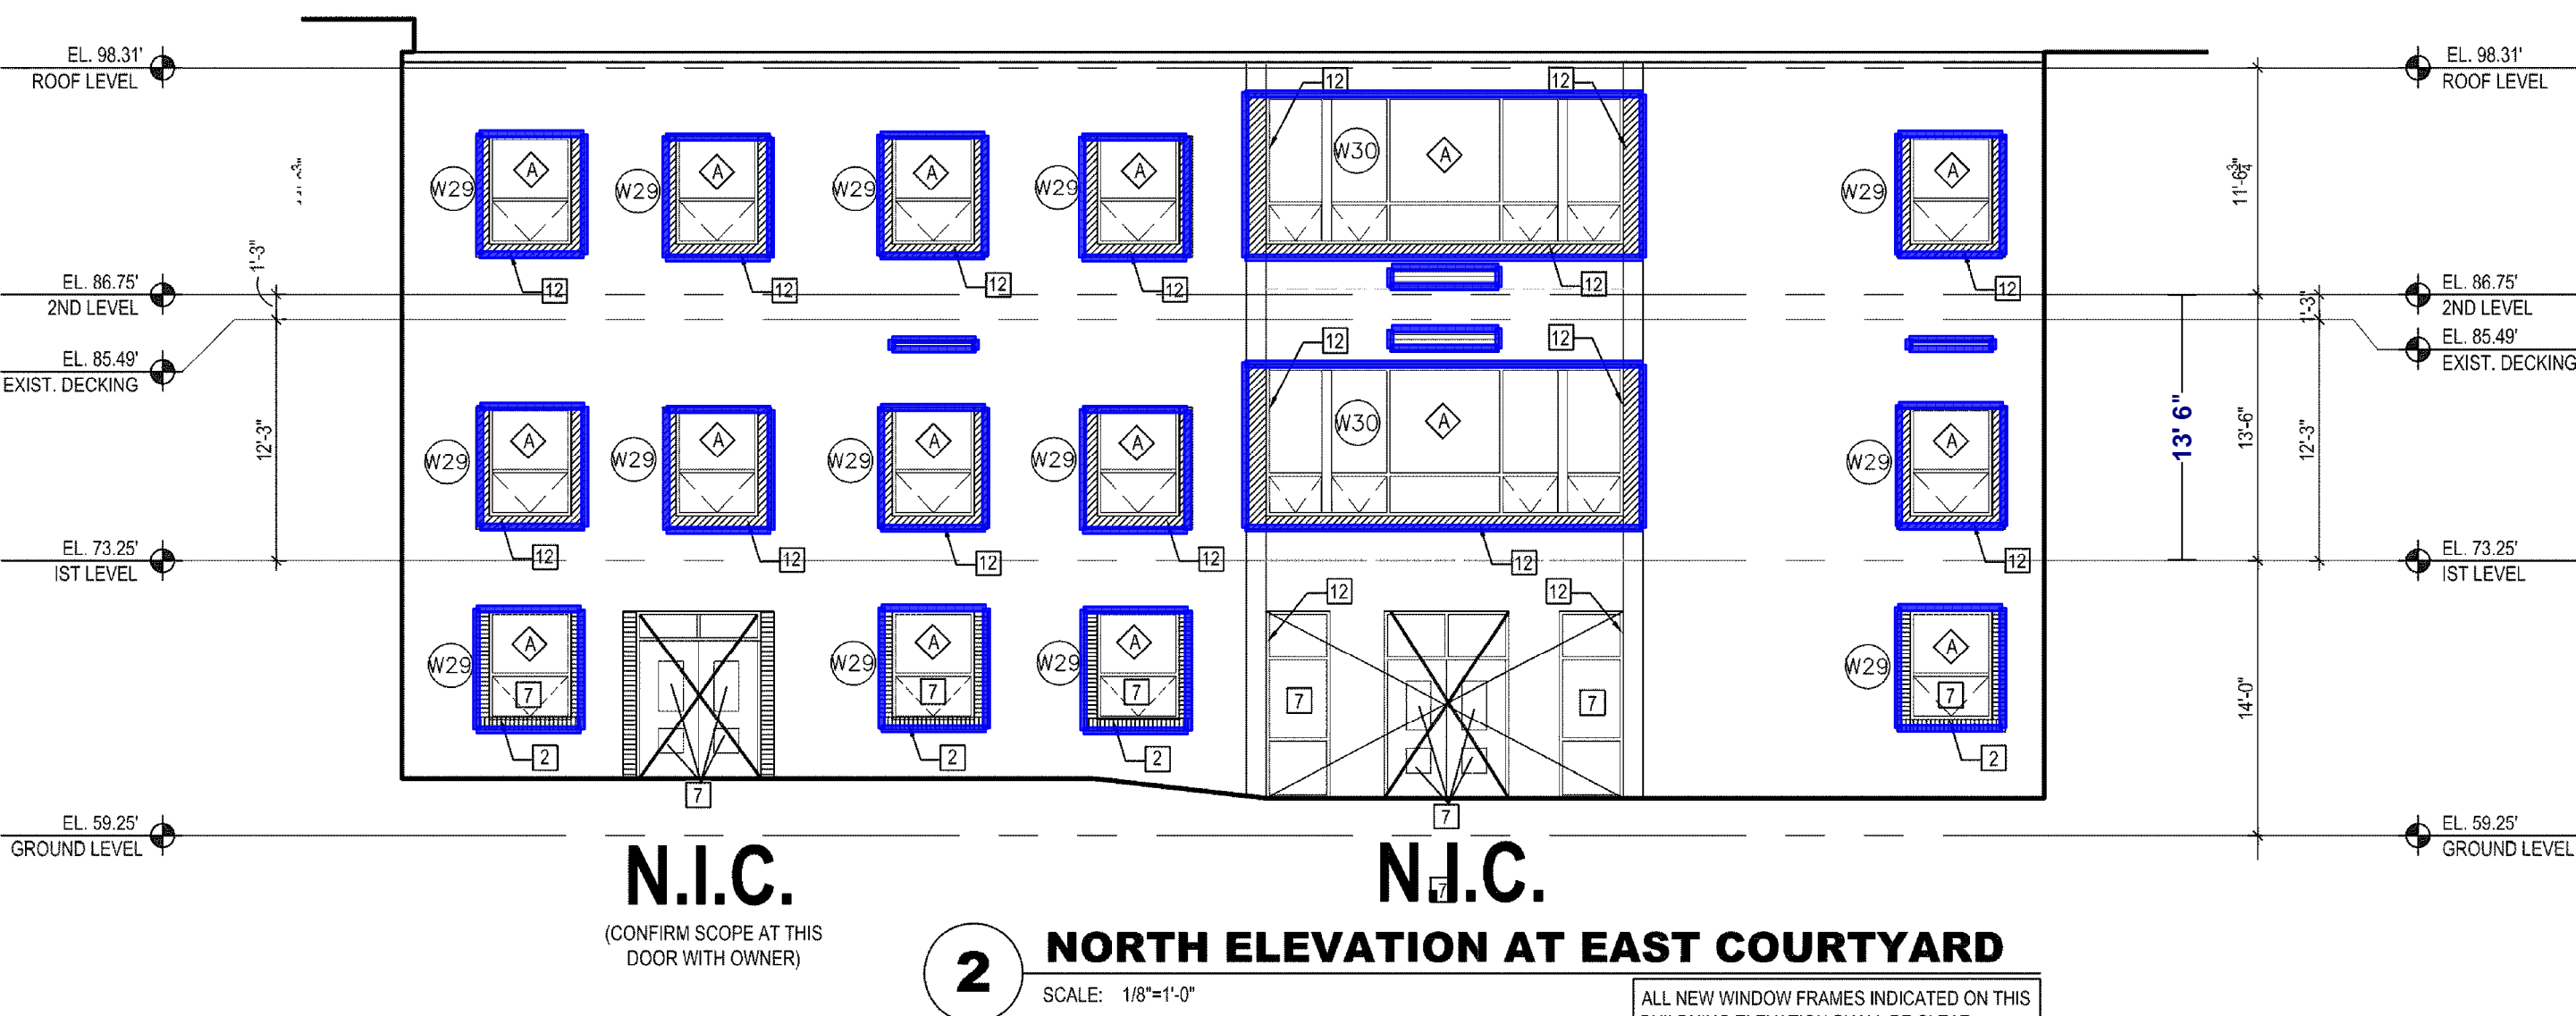 EL. 98.31'
ROOF LEVEL
EL. 98.31'
ROOF LEVEL
12
12
W29
A
W29
A
W29
A
W29
A
W30
A
W29
A
11'-6¾"
12
12
12
12
12
12
1'-3"
EL. 86.75'
2ND LEVEL
EL. 86.75'
2ND LEVEL
1'-3"
12
12
EL. 85.49'
EXIST. DECKING
EL. 85.49'
EXIST. DECKING
12'-3"
W29
A
W29
A
W29
A
W29
A
W30
A
W29
A
13' 6"
13'-6"
12'-3"
12
12
12
12
12
12
EL. 73.25'
IST LEVEL
EL. 73.25'
IST LEVEL
12
12
W29
A
7
W29
A
7
W29
A
7
7
7
W29
A
7
14'-0"
2
2
2
2
7
7
EL. 59.25'
GROUND LEVEL
EL. 59.25'
GROUND LEVEL
N.I.C.
N.I.C.
7
(CONFIRM SCOPE AT THIS
DOOR WITH OWNER)
2
NORTH ELEVATION AT EAST COURTYARD
SCALE: 1/8"=1'-0"
ALL NEW WINDOW FRAMES INDICATED ON THIS